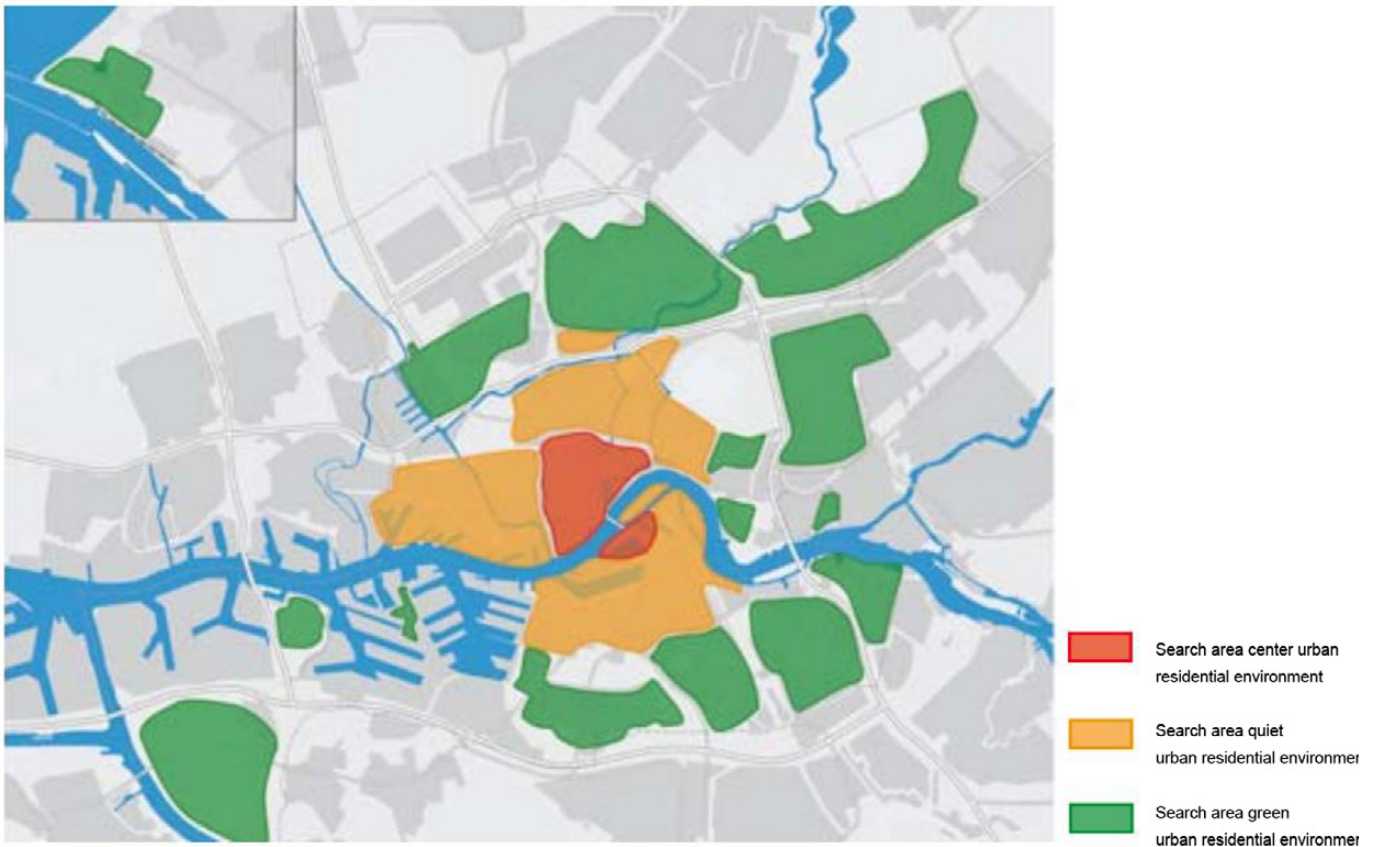 Search area center urban
residential environment
Search area quiet
urban residential environmer
Search area green
urban residential environmer